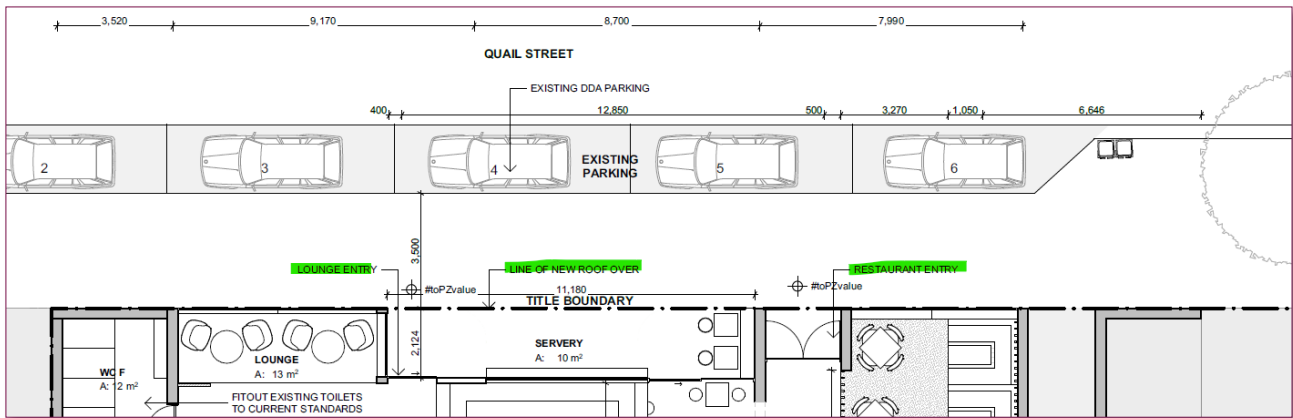 3,520
9,170
8,700
7,990
QUAIL STREET
EXISTING DDA PARKING
400
12,850
500
3,270
1,050
6,646
2
3
4
EXISTING
PARKING
5
6
3,500
LOUNGE ENTRY
LINE OF NEW ROOF OVER
RESTAURANT ENTRY
#toPZvalue
11,180
#toPZvalue
TITLE BOUNDARY
2,124
SERVERY
A: 10 m²
LOUNGE
A: 13 m²
WC F
A: 12 m²
FITOUT EXISTING TOILETS
TO CURRENT STANDARDS